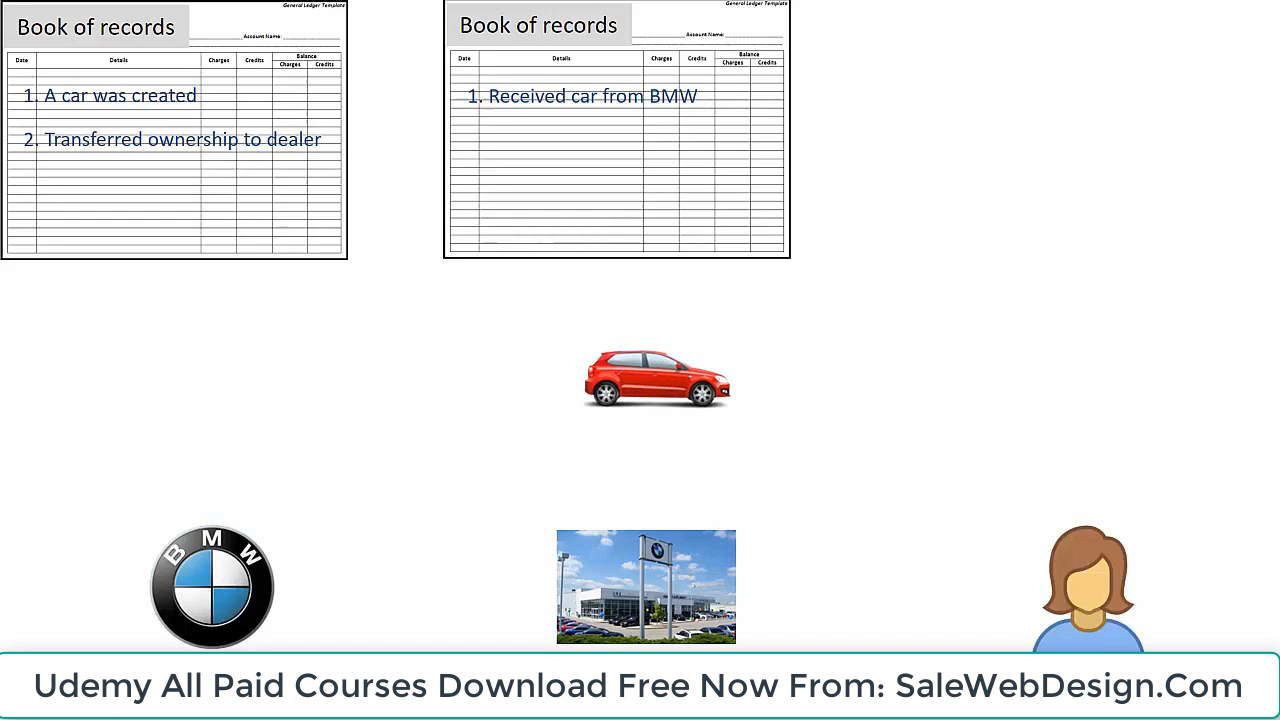 General Ledger Template
Book of records
Account Name:
Date Details Charges Credits Balance
Charges Credits
1. A car was created
2. Transferred ownership to dealer
General Ledger Template
Book of records
Account Name:
Date Details Charges Credits Balance
Charges Credits
1. Received car from BMW
BMW
Udemy All Paid Courses Download Free Now From: SaleWebDesign.Com